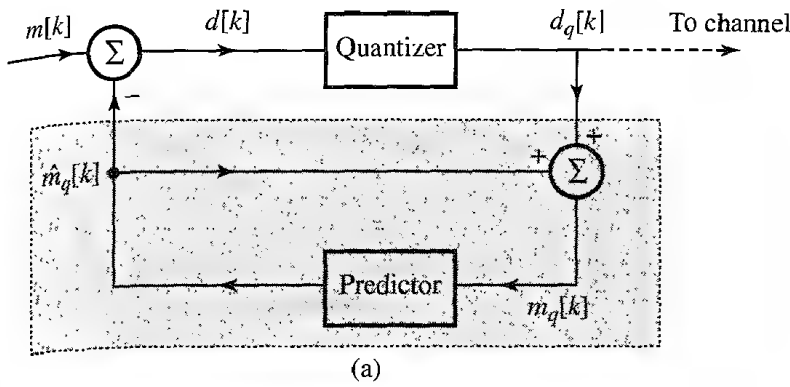 m[k]
d[k]
d_q[k]
To channel
Σ
Quantizer
−
+
+
Σ
m̂_q[k]
Predictor
m_q[k]
(a)